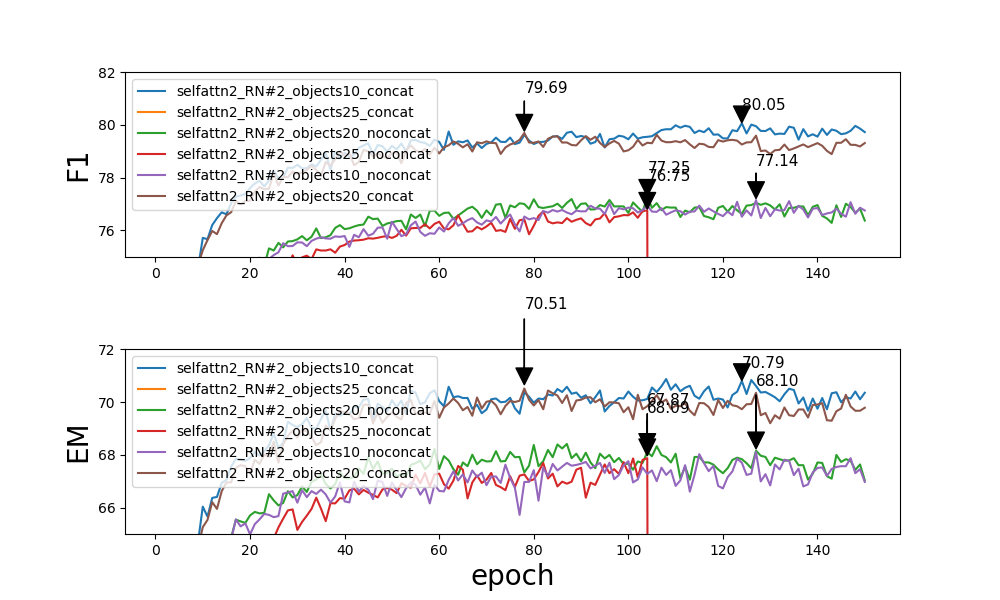 82
80
78
76
F1
selfattn2_RN#2_objects10_concat
selfattn2_RN#2_objects25_concat
selfattn2_RN#2_objects20_noconcat
selfattn2_RN#2_objects25_noconcat
selfattn2_RN#2_objects10_noconcat
selfattn2_RN#2_objects20_concat
79.69
80.05
77.25
76.75
77.14
0 20 40 60 80 100 120 140
72
70
68
66
EM
selfattn2_RN#2_objects10_concat
selfattn2_RN#2_objects25_concat
selfattn2_RN#2_objects20_noconcat
selfattn2_RN#2_objects25_noconcat
selfattn2_RN#2_objects10_noconcat
selfattn2_RN#2_objects20_concat
70.51
70.79
68.10
67.87
68.09
0 20 40 60 80 100 120 140
epoch